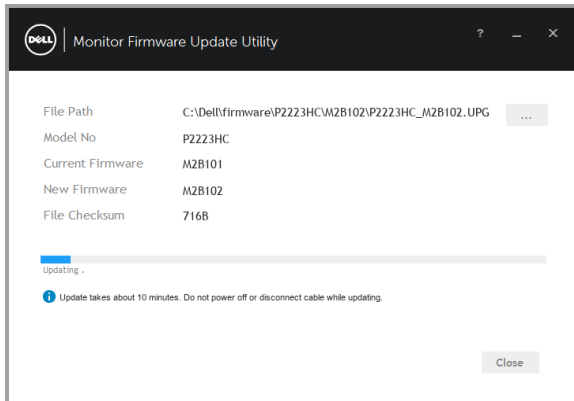 DELL Monitor Firmware Update Utility ? _ ×
File Path C:\Dell\firmware\P2223HC\M2B102\P2223HC_M2B102.UPG ...
Model No P2223HC
Current Firmware M2B101
New Firmware M2B102
File Checksum 716B
Updating .
i Update takes about 10 minutes. Do not power off or disconnect cable while updating.
Close